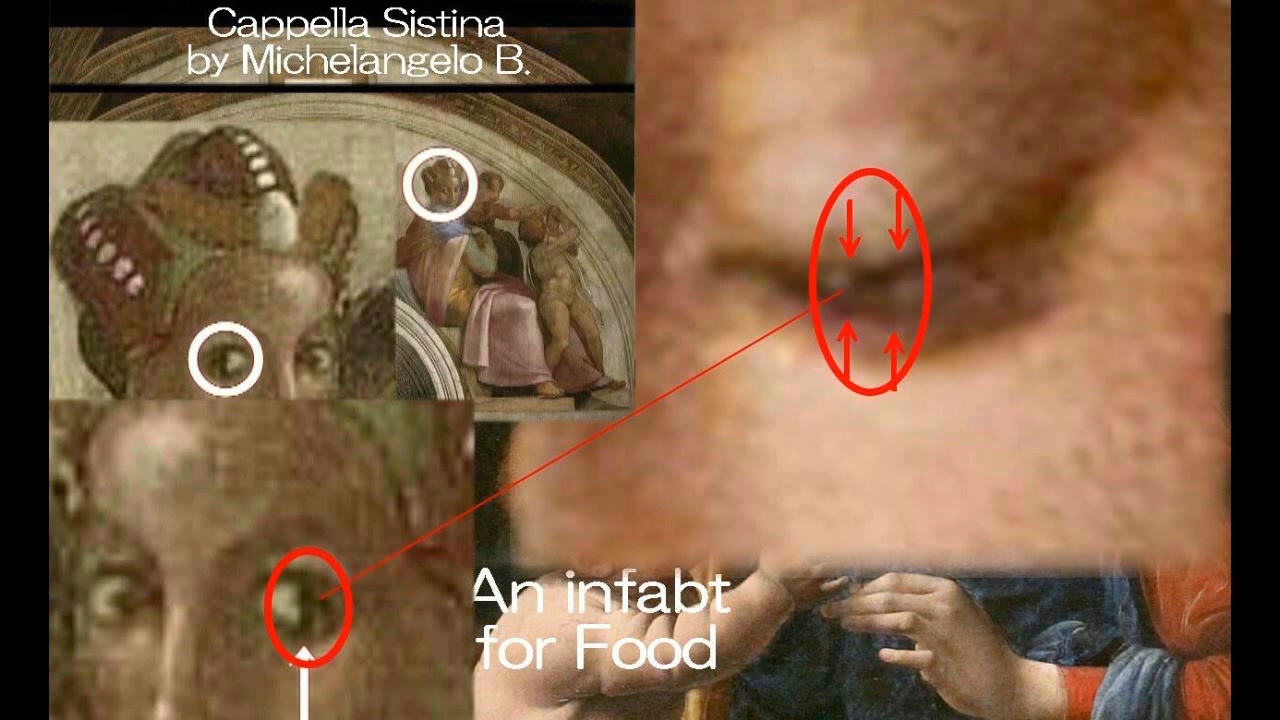 Cappella Sistina
by Michelangelo B.
An infabt
for Food